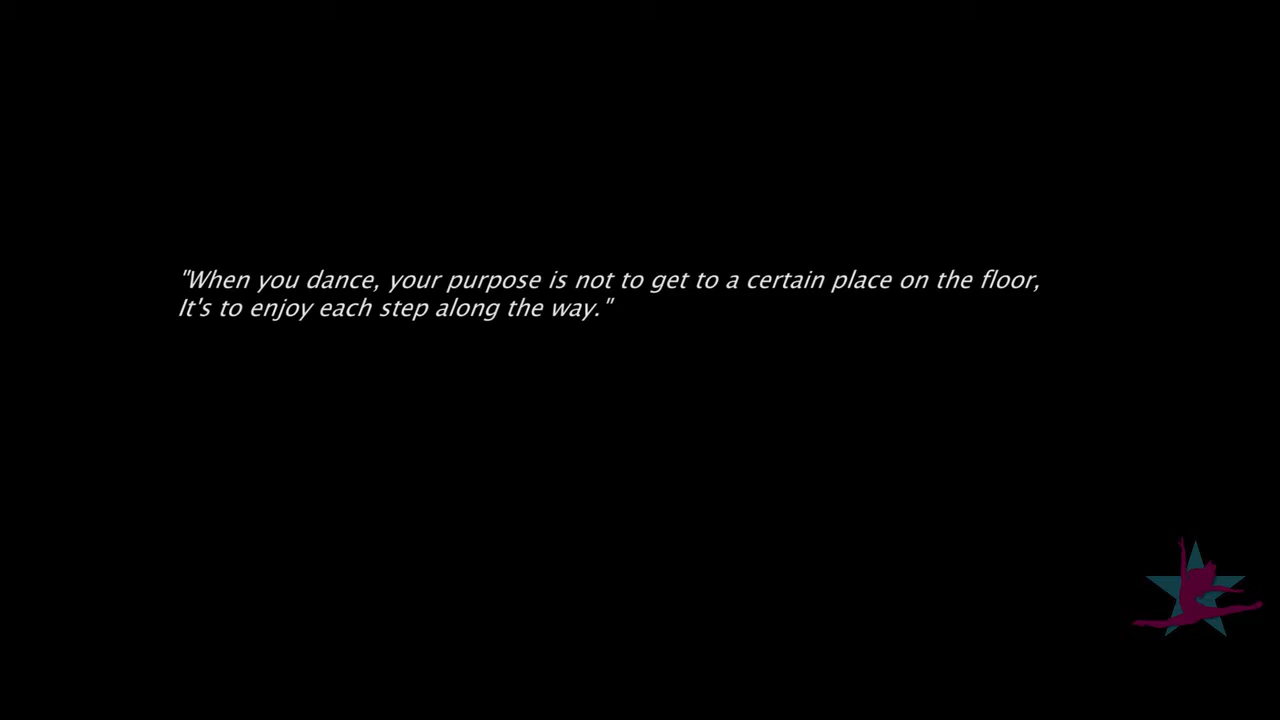 "When you dance, your purpose is not to get to a certain place on the floor,
It's to enjoy each step along the way."